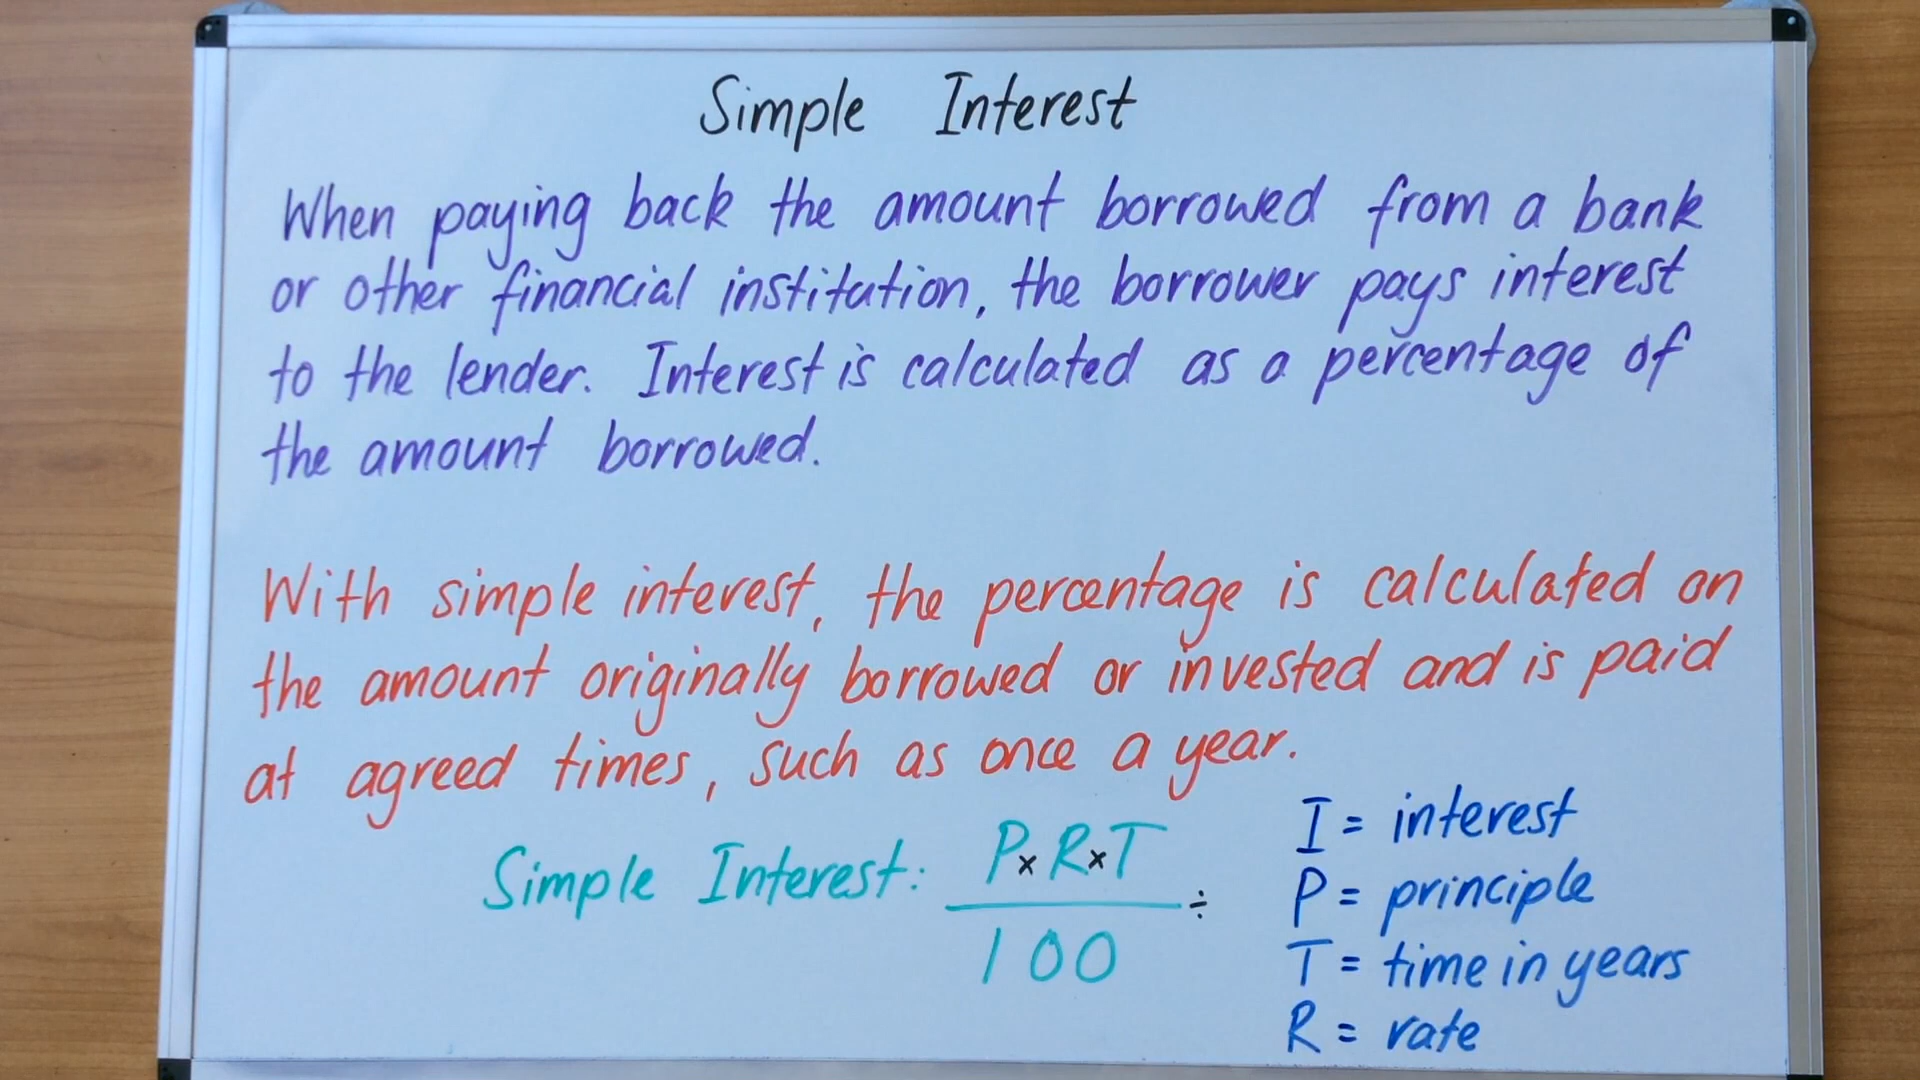 Simple Interest
When paying back the amount borrowed from a bank
or other financial institution, the borrower pays interest
to the lender. Interest is calculated as a percentage of
the amount borrowed.
With simple interest, the percentage is calculated on
the amount originally borrowed or invested and is paid
at agreed times, such as once a year.
Simple Interest: P×R×T
÷
100
I = interest
P = principle
T = time in years
R = rate